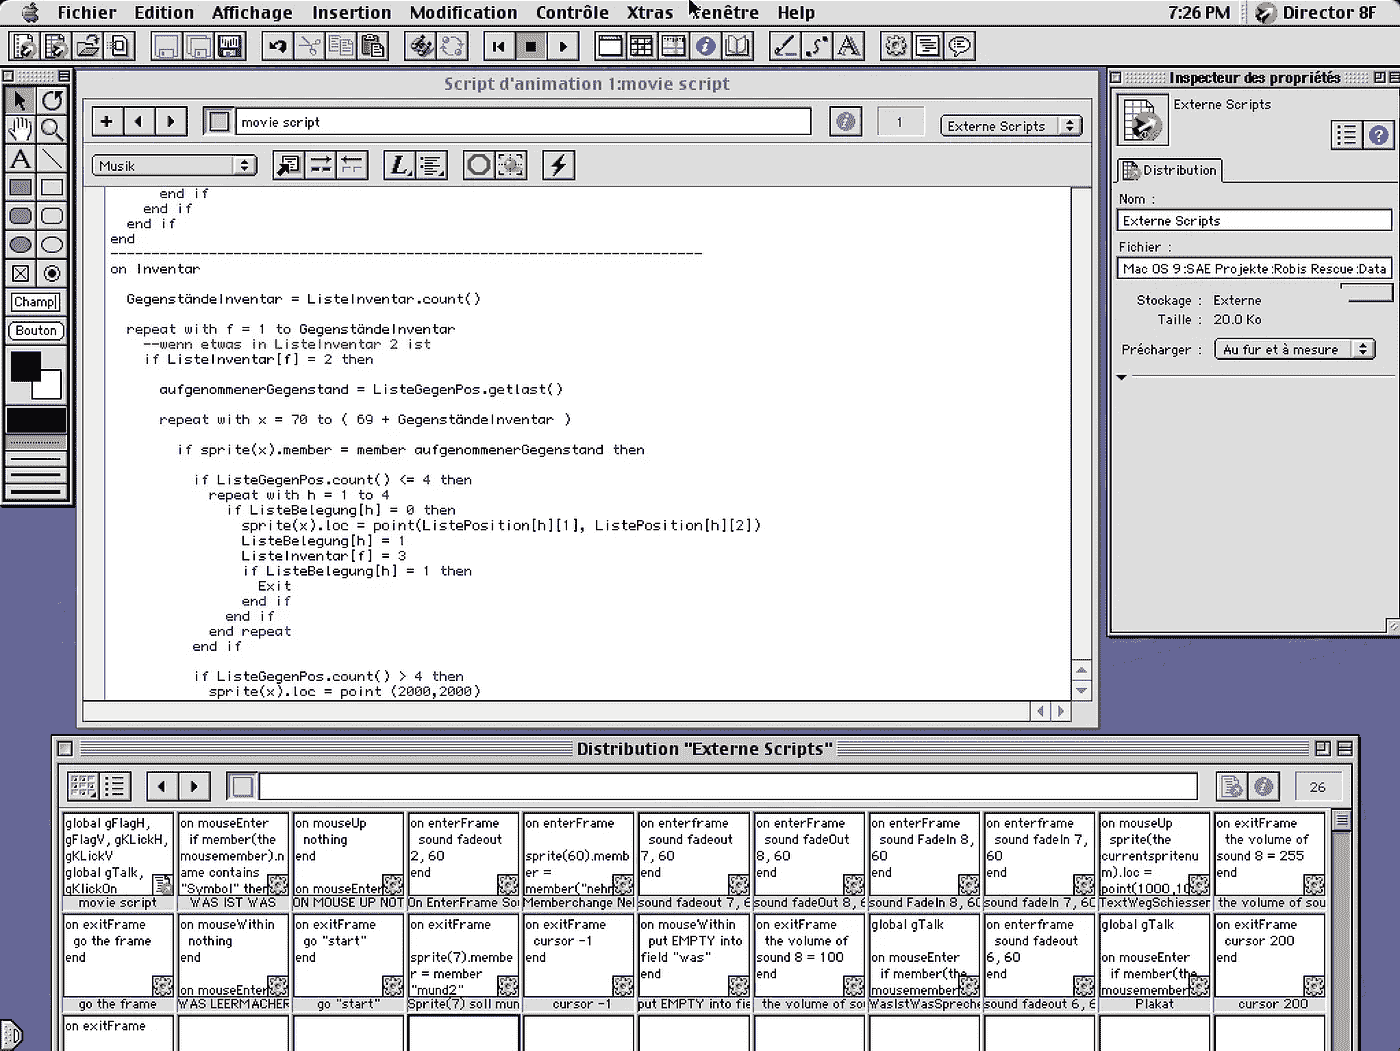 Fichier Edition Affichage Insertion Modification Contrôle Xtras Fenêtre Help 7:26 PM Director 8F
Script d'animation 1:movie script
movie script 1 Externe Scripts
Musik
end if
end if
end if
end
--------------------------------------------------------------------------
on Inventar
GegenständeInventar = ListeInventar.count()
repeat with f = 1 to GegenständeInventar
--wenn etwas in ListeInventar 2 ist
if ListeInventar[f] = 2 then
aufgenommenerGegenstand = ListeGegenPos.getlast()
repeat with x = 70 to ( 69 + GegenständeInventar )
if sprite(x).member = member aufgenommenerGegenstand then
if ListeGegenPos.count() <= 4 then
repeat with h = 1 to 4
if ListeBelegung[h] = 0 then
sprite(x).loc = point(ListePosition[h][1], ListePosition[h][2])
ListeBelegung[h] = 1
ListeInventar[f] = 3
if ListeBelegung[h] = 1 then
Exit
end if
end if
end repeat
end if
if ListeGegenPos.count() > 4 then
sprite(x).loc = point (2000,2000)
A
Champ
Bouton
Inspecteur des propriétés
Externe Scripts
Distribution
Nom :
Externe Scripts
Fichier :
Mac OS 9:SAE Projekte:Robis Rescue:Data
Stockage : Externe
Taille : 20.0 Ko
Précharger : Au fur et à mesure
Distribution "Externe Scripts"
26
global gFlagH,
gFlagV, gKLickH,
gKLickV
global gTalk,
gKlickOn
movie script
on mouseEnter
if member(the
mousemember).n
ame contains
"Symbol" then
WAS IST WAS
on mouseUp
nothing
end
on mouseEnter
ON MOUSE UP NOT
on enterFrame
sound fadeout
2, 60
end
On EnterFrame So
on enterFrame
sprite(60).memb
er =
member("nehm
Memberchange Ne
on enterframe
sound fadeout
7, 60
end
sound fadeout 7, 6
on enterFrame
sound fadeOut
8, 60
end
sound fadeOut 8, 6
on enterFrame
sound FadeIn 8,
60
end
sound FadeIn 8, 60
on enterframe
sound fadeIn 7,
60
end
sound fadeIn 7, 60
on mouseUp
sprite(the
currentspritenu
m).loc =
point(1000,10
TextWegSchiesser
on exitFrame
the volume of
sound 8 = 255
end
the volume of sou
on exitFrame
go the frame
end
go the frame
on mouseWithin
nothing
end
on mouseEnter
WAS LEERMACHER
on exitFrame
go "start"
end
go "start"
on exitFrame
sprite(7).membe
r = member
"mund2"
Sprite(7) soll mun
on exitFrame
cursor -1
end
cursor -1
on mouseWithin
put EMPTY into
field "was"
end
put EMPTY into fie
on exitFrame
the volume of
sound 8 = 100
end
the volume of so
global gTalk
on mouseEnter
if member(the
mousemember
WasIstWasSpreche
on enterframe
sound fadeout
6, 60
end
sound fadeout 6, 6
global gTalk
on mouseEnter
if member(the
mousemember
Plakat
on exitFrame
cursor 200
end
cursor 200
on exitFrame